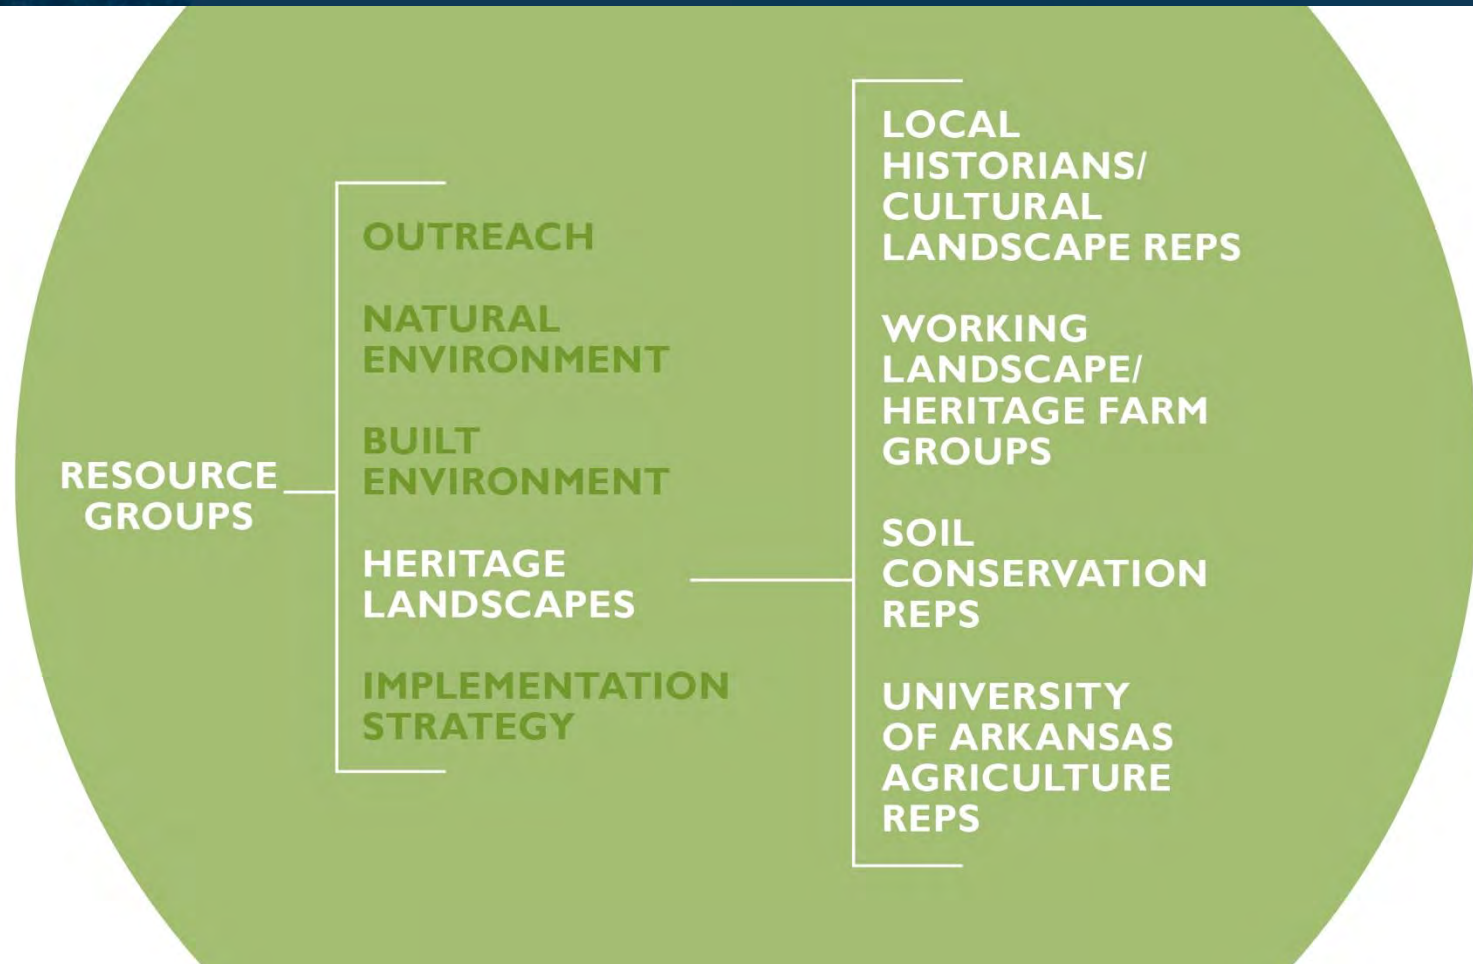 RESOURCE
GROUPS
OUTREACH
NATURAL
ENVIRONMENT
BUILT
ENVIRONMENT
HERITAGE
LANDSCAPES
IMPLEMENTATION
STRATEGY
LOCAL
HISTORIANS/
CULTURAL
LANDSCAPE REPS
WORKING
LANDSCAPE/
HERITAGE FARM
GROUPS
SOIL
CONSERVATION
REPS
UNIVERSITY
OF ARKANSAS
AGRICULTURE
REPS